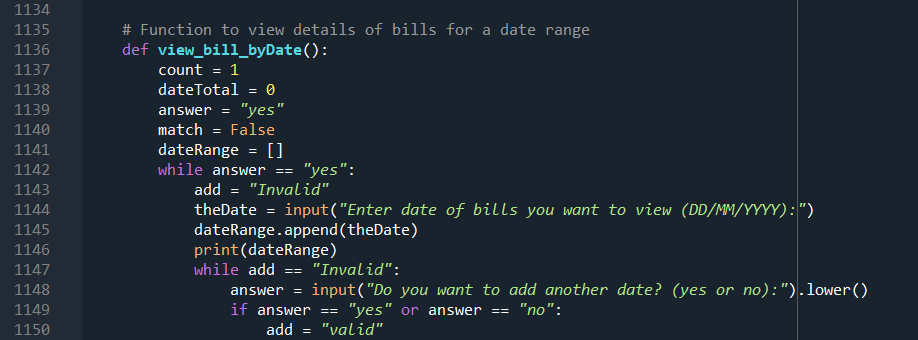 1134
1135 # Function to view details of bills for a date range
1136 def view_bill_byDate():
1137 count = 1
1138 dateTotal = 0
1139 answer = "yes"
1140 match = False
1141 dateRange = []
1142 while answer == "yes":
1143 add = "Invalid"
1144 theDate = input("Enter date of bills you want to view (DD/MM/YYYY):")
1145 dateRange.append(theDate)
1146 print(dateRange)
1147 while add == "Invalid":
1148 answer = input("Do you want to add another date? (yes or no):").lower()
1149 if answer == "yes" or answer == "no":
1150 add = "valid"